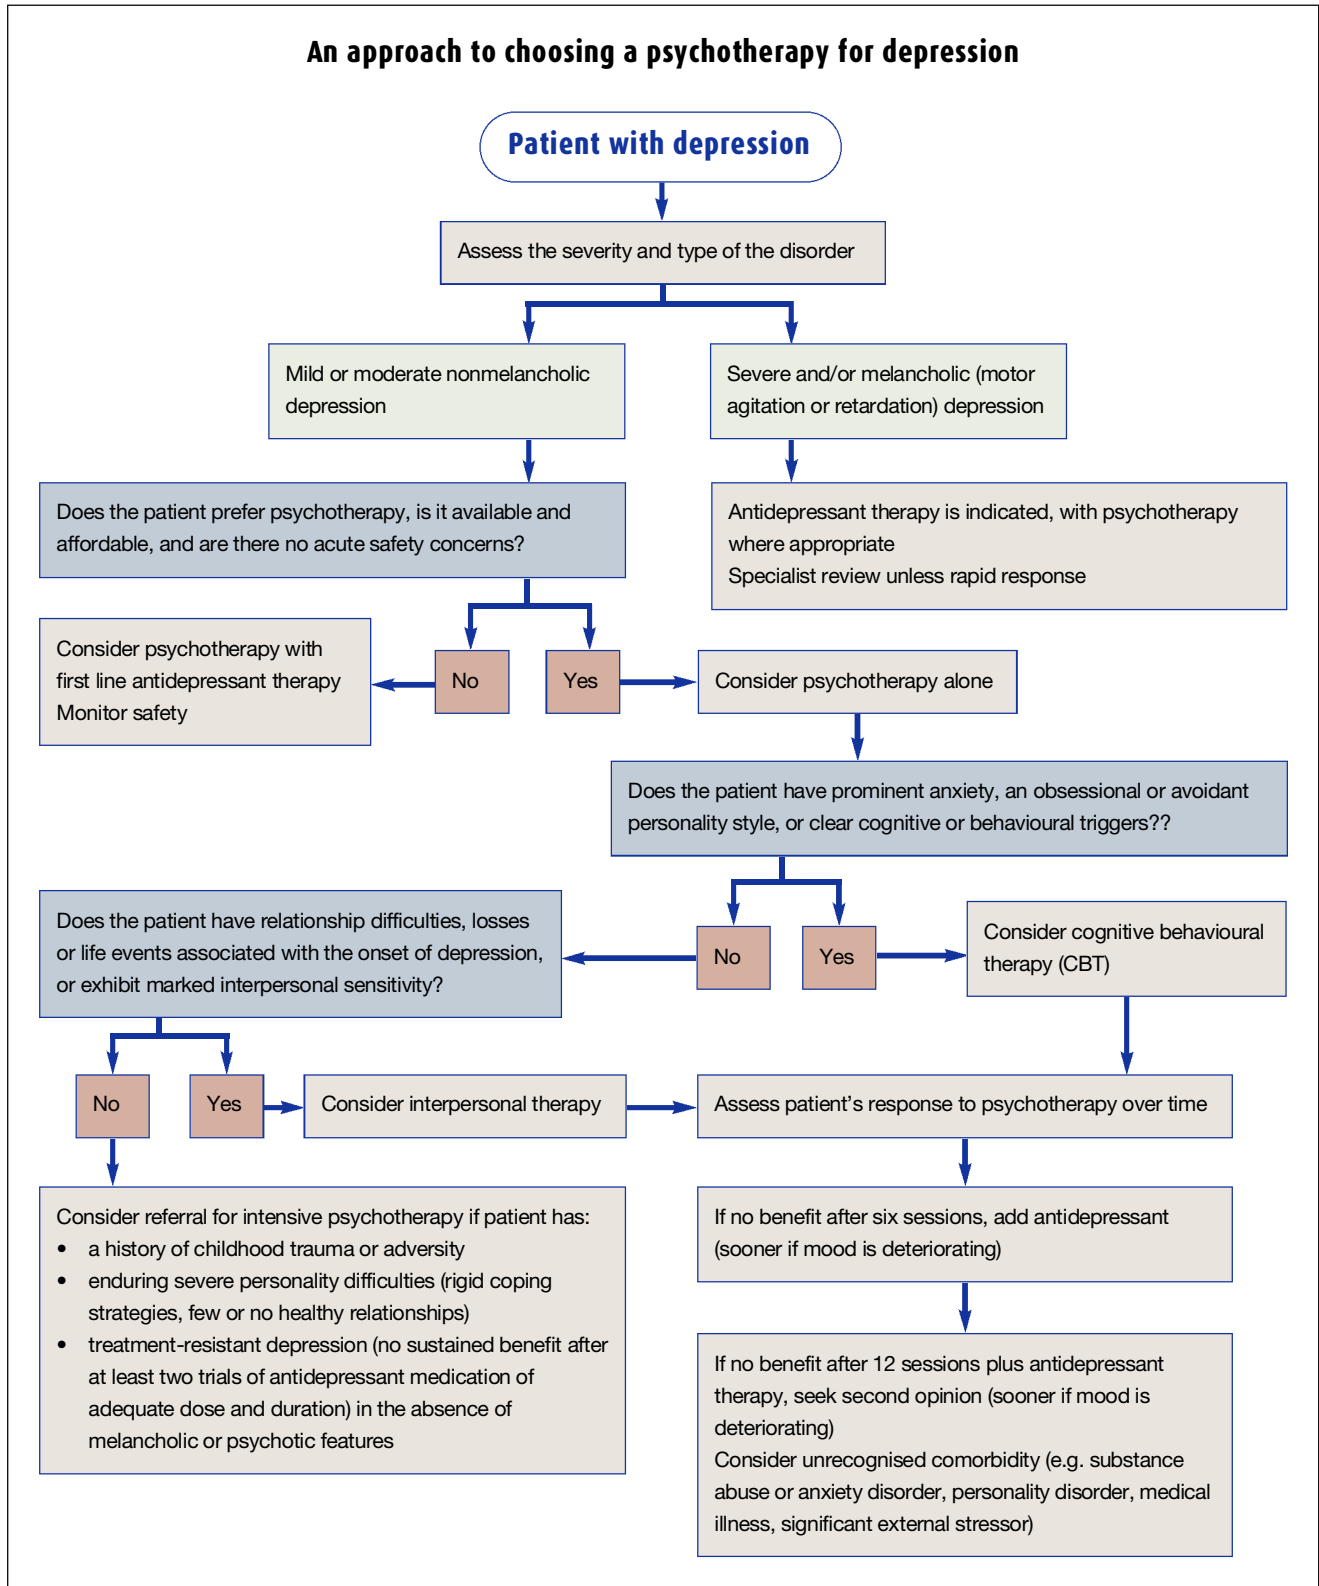 An approach to choosing a psychotherapy for depression
Patient with depression
Assess the severity and type of the disorder
Mild or moderate nonmelancholic
depression
Severe and/or melancholic (motor
agitation or retardation) depression
Does the patient prefer psychotherapy, is it available and
affordable, and are there no acute safety concerns?
Antidepressant therapy is indicated, with psychotherapy
where appropriate
Specialist review unless rapid response
Consider psychotherapy with
first line antidepressant therapy
Monitor safety
No
Yes
Consider psychotherapy alone
Does the patient have prominent anxiety, an obsessional or avoidant
personality style, or clear cognitive or behavioural triggers??
Does the patient have relationship difficulties, losses
or life events associated with the onset of depression,
or exhibit marked interpersonal sensitivity?
No
Yes
Consider cognitive behavioural
therapy (CBT)
No
Yes
Consider interpersonal therapy
Assess patient's response to psychotherapy over time
Consider referral for intensive psychotherapy if patient has:
• a history of childhood trauma or adversity
• enduring severe personality difficulties (rigid coping
strategies, few or no healthy relationships)
• treatment-resistant depression (no sustained benefit after
at least two trials of antidepressant medication of
adequate dose and duration) in the absence of
melancholic or psychotic features
If no benefit after six sessions, add antidepressant
(sooner if mood is deteriorating)
If no benefit after 12 sessions plus antidepressant
therapy, seek second opinion (sooner if mood is
deteriorating)
Consider unrecognised comorbidity (e.g. substance
abuse or anxiety disorder, personality disorder, medical
illness, significant external stressor)